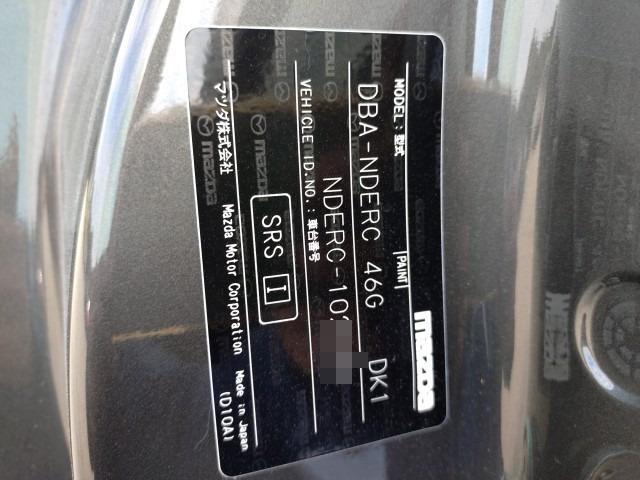 mazda
MODEL:型式 PAINT
DBA-NDERC 46G DK1
VEHICLE ID.NO.:車台番号
NDERC-10
SRS I
マツダ株式会社 Mazda Motor Corporation Made in Japan
(D10A)